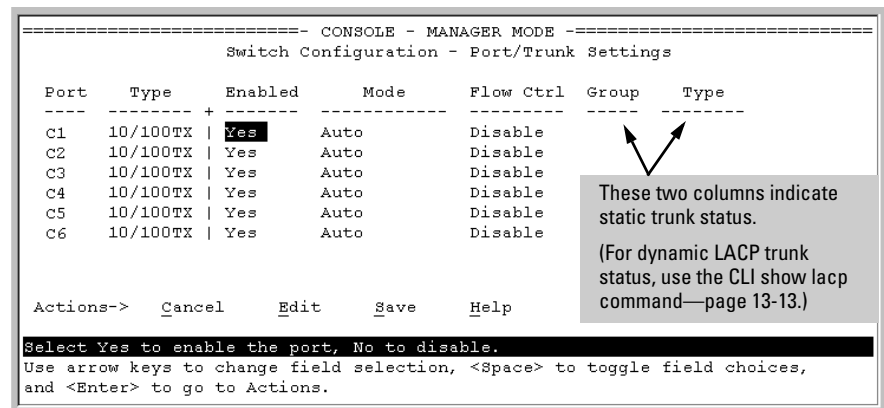 ==========================- CONSOLE - MANAGER MODE -============================
Switch Configuration - Port/Trunk Settings
Port Type Enabled Mode Flow Ctrl Group Type
---- -------- + ------- ------------ --------- ----- --------
C1 10/100TX | Yes Auto Disable
C2 10/100TX | Yes Auto Disable
C3 10/100TX | Yes Auto Disable
C4 10/100TX | Yes Auto Disable
C5 10/100TX | Yes Auto Disable
C6 10/100TX | Yes Auto Disable
These two columns indicate
static trunk status.
(For dynamic LACP trunk
status, use the CLI show lacp
command—page 13-13.)
Actions-> Cancel Edit Save Help
Select Yes to enable the port, No to disable.
Use arrow keys to change field selection, <Space> to toggle field choices,
and <Enter> to go to Actions.